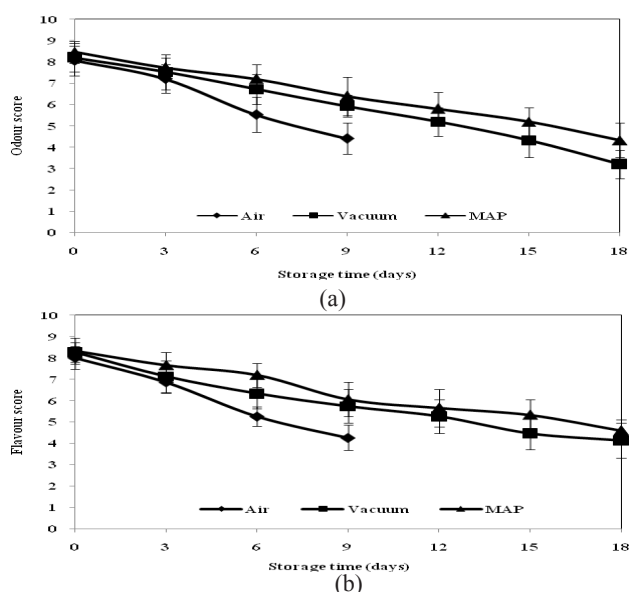 10
9
8
7
6
5
4
3
2
1
0
Odour score
Air Vacuum MAP
0 3 6 9 12 15 18
Storage time (days)
(a)
10
9
8
7
6
5
4
3
2
1
0
Flavour score
Air Vacuum MAP
0 3 6 9 12 15 18
Storage time (days)
(b)